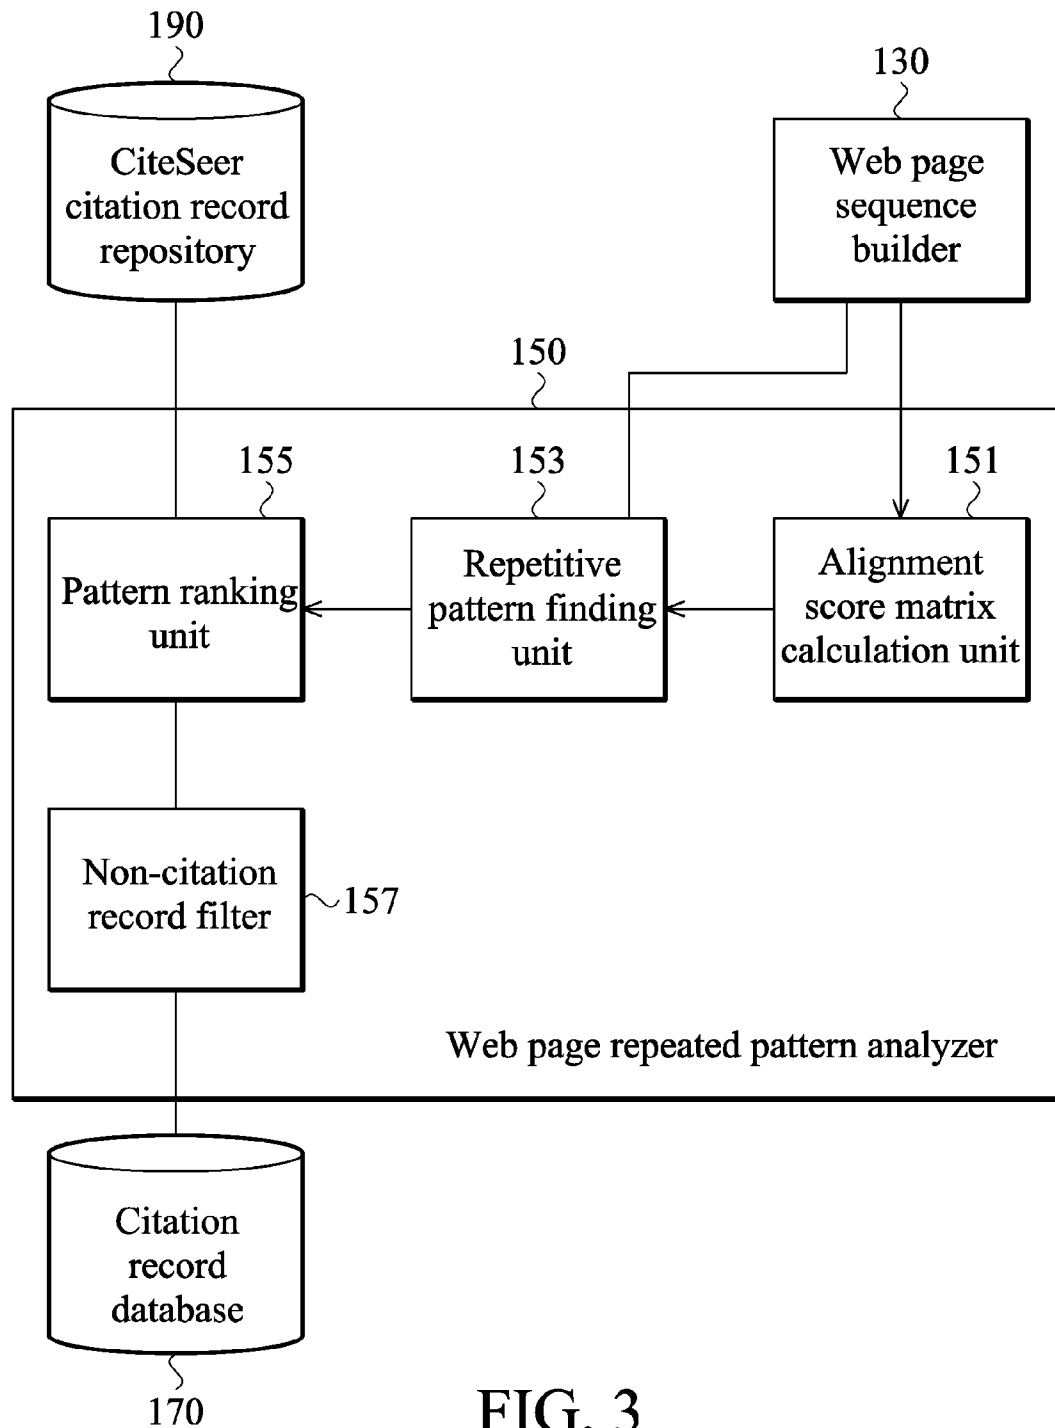 190
CiteSeer
citation record
repository
130
Web page
sequence
builder
150
155
Pattern ranking
unit
153
Repetitive
pattern finding
unit
151
Alignment
score matrix
calculation unit
Non-citation
record filter
157
Web page repeated pattern analyzer
Citation
record
database
170
FIG. 3